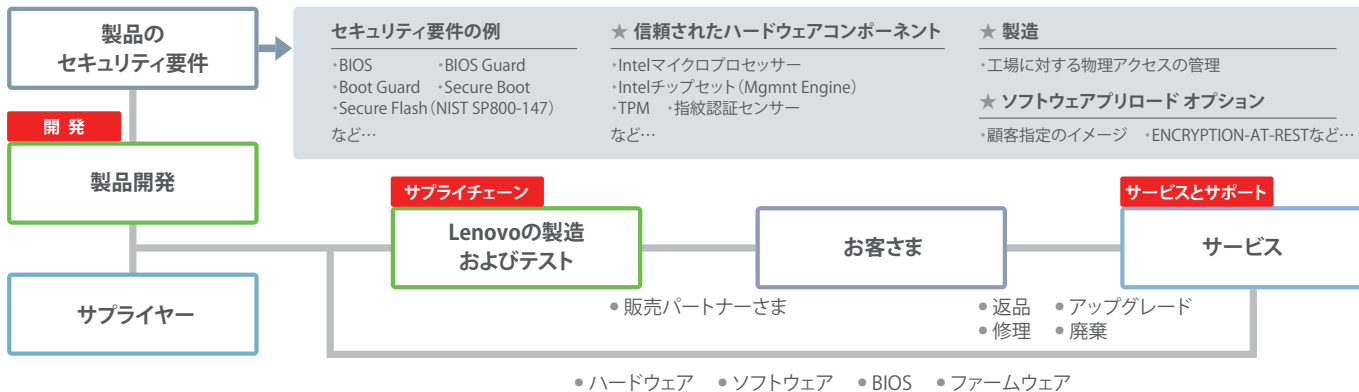 製品の
セキュリティ要件
セキュリティ要件の例
・BIOS ・BIOS Guard
・Boot Guard ・Secure Boot
・Secure Flash（NIST SP800-147）
など…
★ 信頼されたハードウェアコンポーネント
・Intelマイクロプロセッサー
・Intelチップセット（Mgmnt Engine）
・TPM ・指紋認証センサー
など…
★ 製造
・工場に対する物理アクセスの管理
★ ソフトウェアプリロード オプション
・顧客指定のイメージ ・ENCRYPTION-AT-RESTなど…
開 発
製品開発
サプライヤー
サプライチェーン
Lenovoの製造
およびテスト
● 販売パートナーさま
お客さま
● 返品 ● アップグレード
● 修理 ● 廃棄
サービスとサポート
サービス
● ハードウェア ● ソフトウェア ● BIOS ● ファームウェア